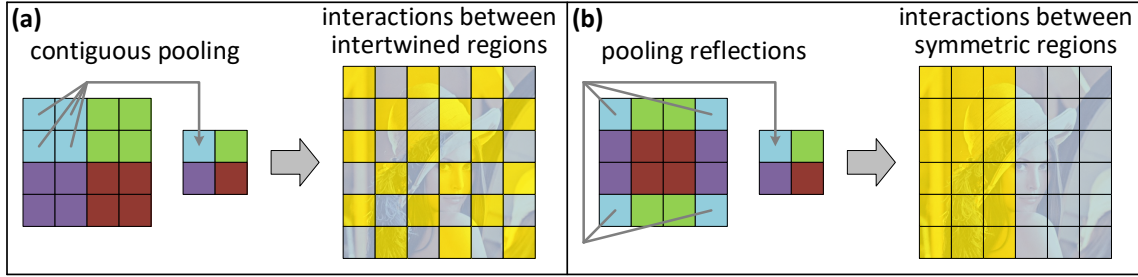 (a)
contiguous pooling
interactions between
intertwined regions
(b)
pooling reflections
interactions between
symmetric regions